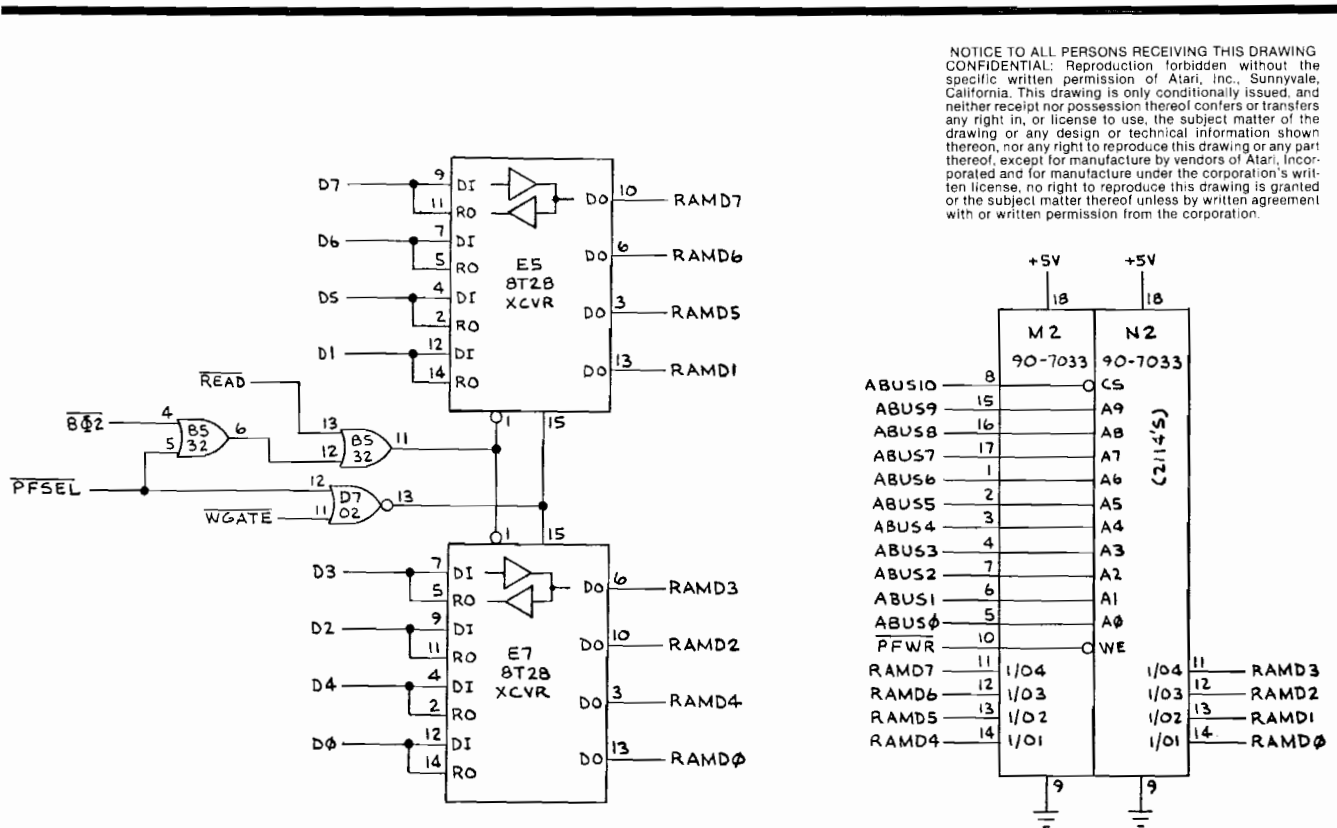 NOTICE TO ALL PERSONS RECEIVING THIS DRAWING
CONFIDENTIAL: Reproduction forbidden without the
specific written permission of Atari, Inc., Sunnyvale,
California. This drawing is only conditionally issued, and
neither receipt nor possession thereof confers or transfers
any right in, or license to use, the subject matter of the
drawing or any design or technical information shown
thereon, nor any right to reproduce this drawing or any part
thereof, except for manufacture by vendors of Atari, Incor-
porated and for manufacture under the corporation's writ-
ten license, no right to reproduce this drawing is granted
or the subject matter thereof unless by written agreement
with or written permission from the corporation.
D7 9 DI DO 10 RAMD7
11 RO
D6 7 DI DO 6 RAMD6
5 RO
E5
8T28
XCVR
D5 4 DI DO 3 RAMD5
2 RO
D1 12 DI DO 13 RAMD1
14 RO
1 15
READ
BΦ2 4
5 B5 32 6
13
12 B5 32 11
PFSEL 12
WGATE 11 D7 02 13
1 15
D3 7 DI DO 6 RAMD3
5 RO
D2 9 DI DO 10 RAMD2
11 RO
E7
8T28
XCVR
D4 4 DI DO 3 RAMD4
2 RO
DØ 12 DI DO 13 RAMDØ
14 RO
+5V +5V
18 18
M2 N2
90-7033 90-7033
(2114'S)
ABUS10 8 CS
ABUS9 15 A9
ABUS8 16 A8
ABUS7 17 A7
ABUS6 1 A6
ABUS5 2 A5
ABUS4 3 A4
ABUS3 4 A3
ABUS2 7 A2
ABUS1 6 A1
ABUSØ 5 AØ
PFWR 10 WE
RAMD7 11 I/O4 I/O4 11 RAMD3
RAMD6 12 I/O3 I/O3 12 RAMD2
RAMD5 13 I/O2 I/O2 13 RAMD1
RAMD4 14 I/O1 I/O1 14 RAMDØ
9 9